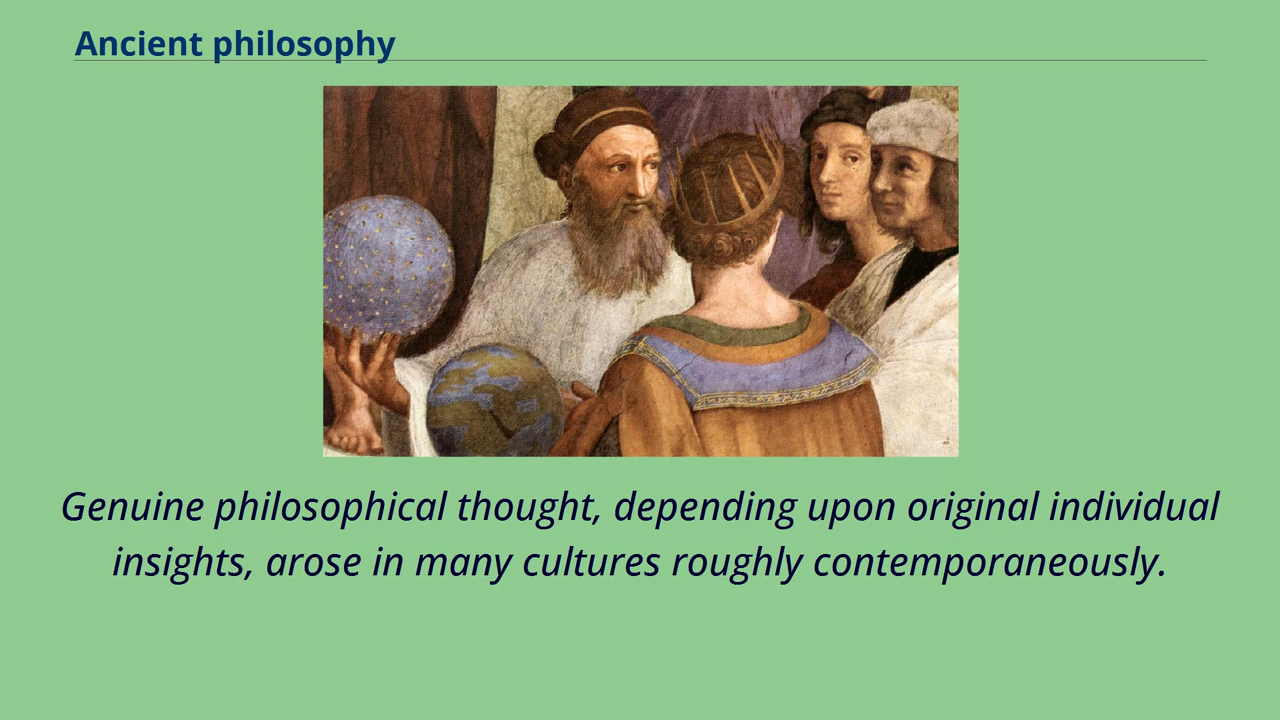 Ancient philosophy
Genuine philosophical thought, depending upon original individual
insights, arose in many cultures roughly contemporaneously.